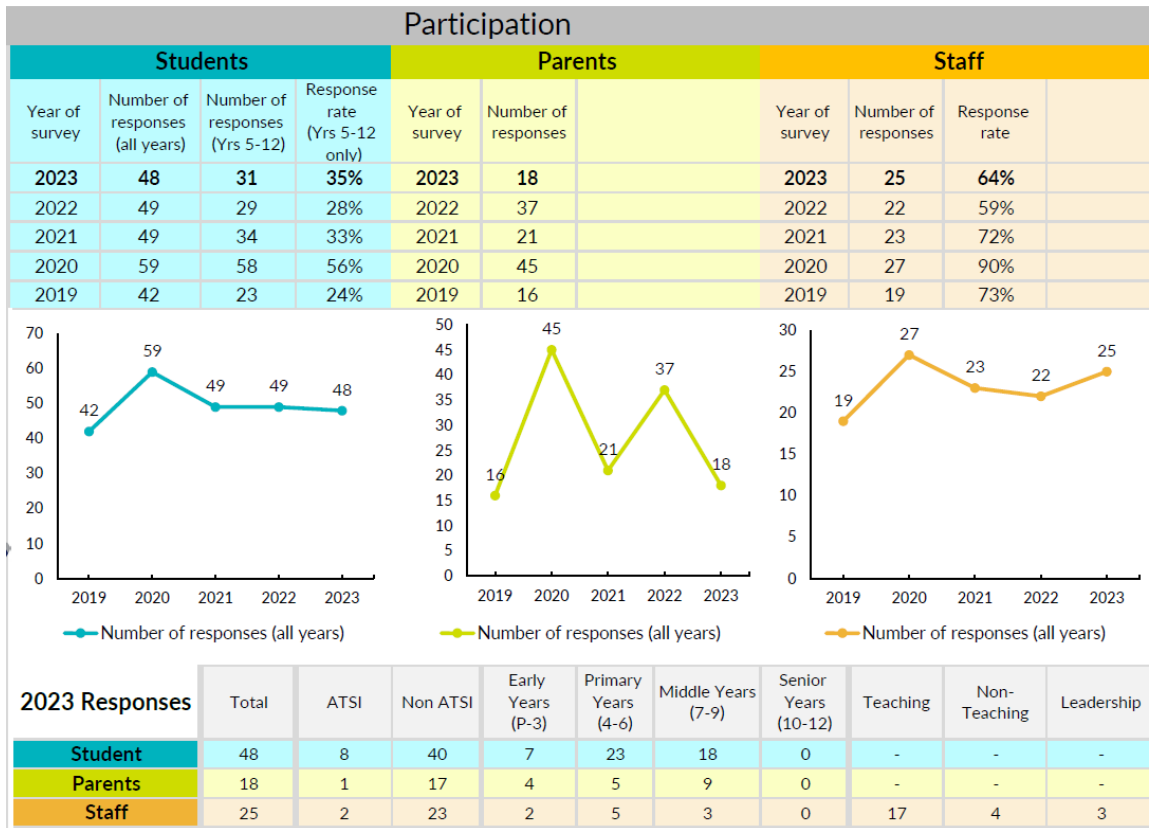 Participation
Students Parents Staff
Year of survey Number of responses (all years) Number of responses (Yrs 5-12) Response rate (Yrs 5-12 only) Year of survey Number of responses Year of survey Number of responses Response rate
2023 48 31 35% 2023 18 2023 25 64%
2022 49 29 28% 2022 37 2022 22 59%
2021 49 34 33% 2021 21 2021 23 72%
2020 59 58 56% 2020 45 2020 27 90%
2019 42 23 24% 2019 16 2019 19 73%
70
60
50
40
30
20
10
0
42
59
49
49
48
2019 2020 2021 2022 2023
Number of responses (all years)
50
45
40
35
30
25
20
15
10
5
0
16
45
21
37
18
2019 2020 2021 2022 2023
Number of responses (all years)
30
25
20
15
10
5
0
19
27
23
22
25
2019 2020 2021 2022 2023
Number of responses (all years)
2023 Responses Total ATSI Non ATSI Early Years (P-3) Primary Years (4-6) Middle Years (7-9) Senior Years (10-12) Teaching Non-Teaching Leadership
Student 48 8 40 7 23 18 0 - - -
Parents 18 1 17 4 5 9 0 - - -
Staff 25 2 23 2 5 3 0 17 4 3